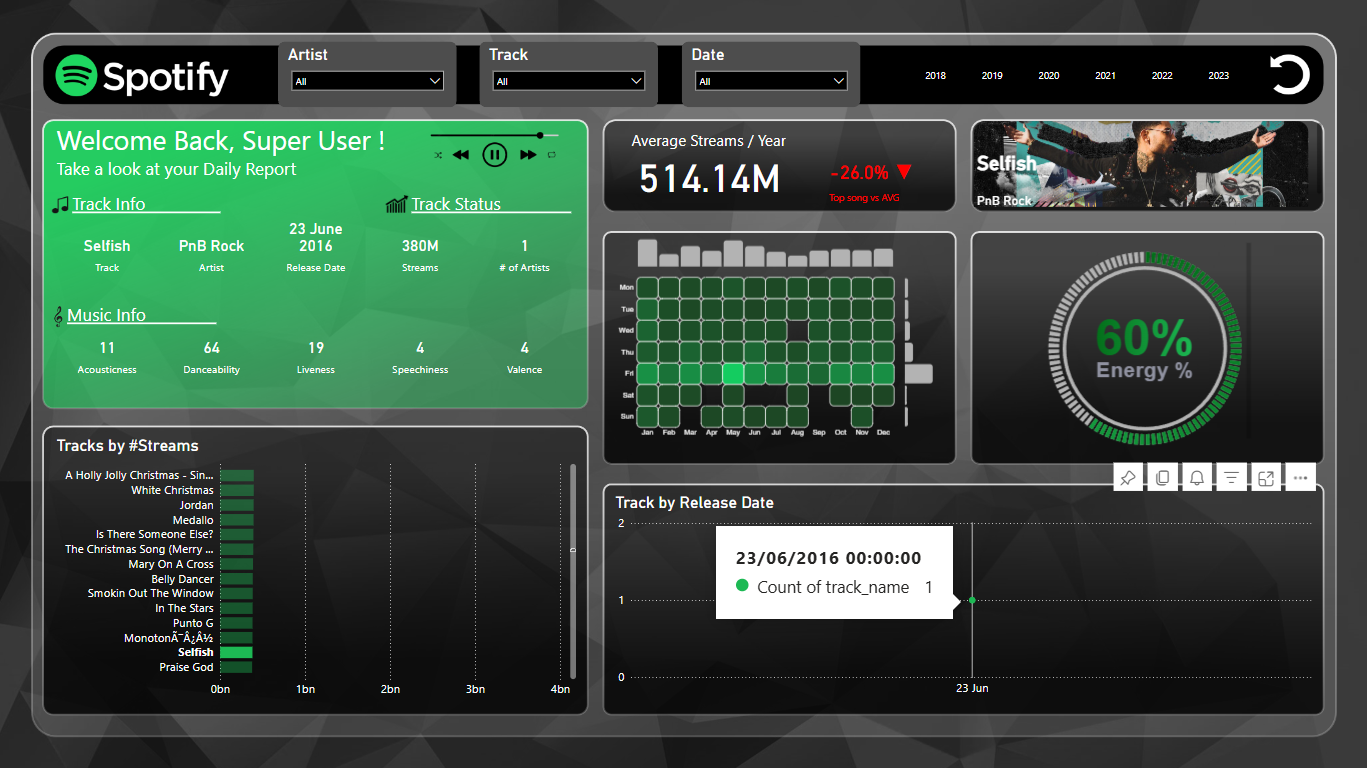 Spotify
Artist
All
Track
All
Date
All
2018 2019 2020 2021 2022 2023
Welcome Back, Super User !
Take a look at your Daily Report
Track Info
Track Status
Selfish
Track
PnB Rock
Artist
23 June
2016
Release Date
380M
Streams
1
# of Artists
Music Info
11
Acousticness
64
Danceability
19
Liveness
4
Speechiness
4
Valence
Average Streams / Year
514.14M
-26.0%
Top song vs AVG
Selfish
PnB Rock
Mon
Tue
Wed
Thu
Fri
Sat
Sun
Jan Feb Mar Apr May Jun Jul Aug Sep Oct Nov Dec
60%
Energy %
Tracks by #Streams
A Holly Jolly Christmas - Sin...
White Christmas
Jordan
Medallo
Is There Someone Else?
The Christmas Song (Merry ...
Mary On A Cross
Belly Dancer
Smokin Out The Window
In The Stars
Punto G
MonotonÃ¯Â¿Â½
Selfish
Praise God
0bn 1bn 2bn 3bn 4bn
Track by Release Date
2
1
0
23/06/2016 00:00:00
Count of track_name 1
23 Jun